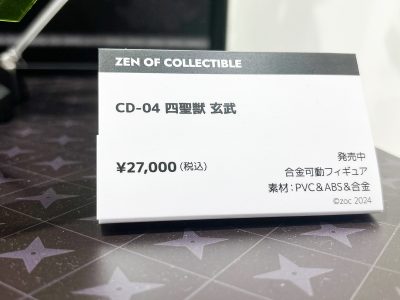 ZEN OF COLLECTIBLE
CD-04 四聖獣 玄武
¥27,000(税込)
発売中
合金可動フィギュア
素材:PVC&ABS&合金
©zoc 2024